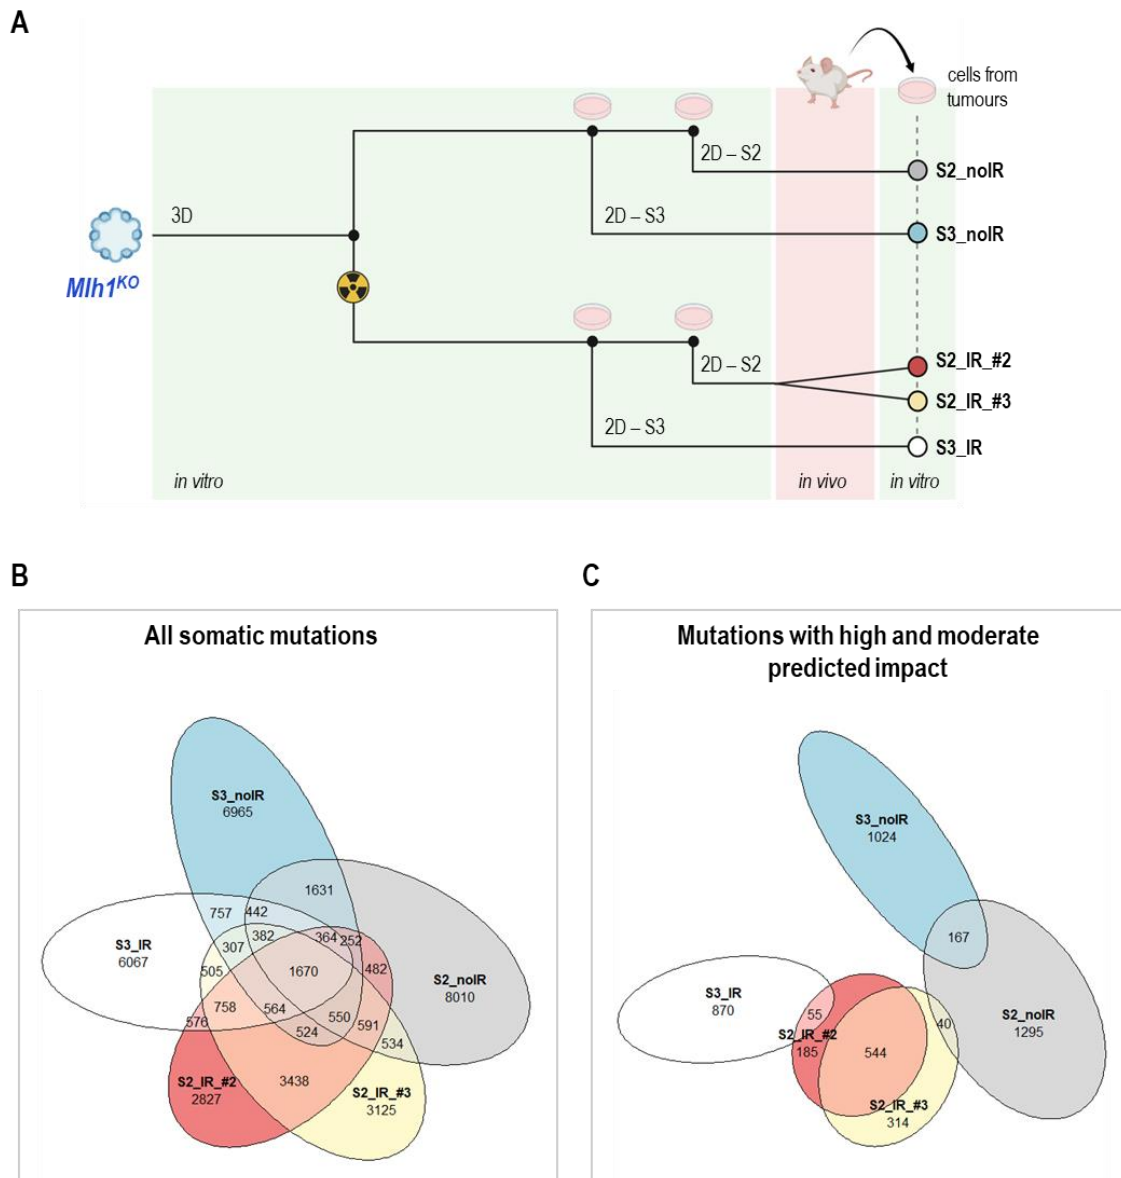 A
cells from
tumours
2D – S2
S2_noIR
3D
2D – S3
S3_noIR
Mlh1KO
2D – S2
S2_IR_#2
S2_IR_#3
2D – S3
S3_IR
in vitro
in vivo
in vitro
B
All somatic mutations
S3_noIR
6965
1631
757
442
382
364
252
307
S3_IR
6067
505
1670
482
S2_noIR
8010
758
564
550
591
576
524
534
S2_IR_#2
2827
3438
S2_IR_#3
3125
C
Mutations with high and moderate
predicted impact
S3_noIR
1024
167
S3_IR
870
55
S2_IR_#2
185
544
40
S2_noIR
1295
S2_IR_#3
314